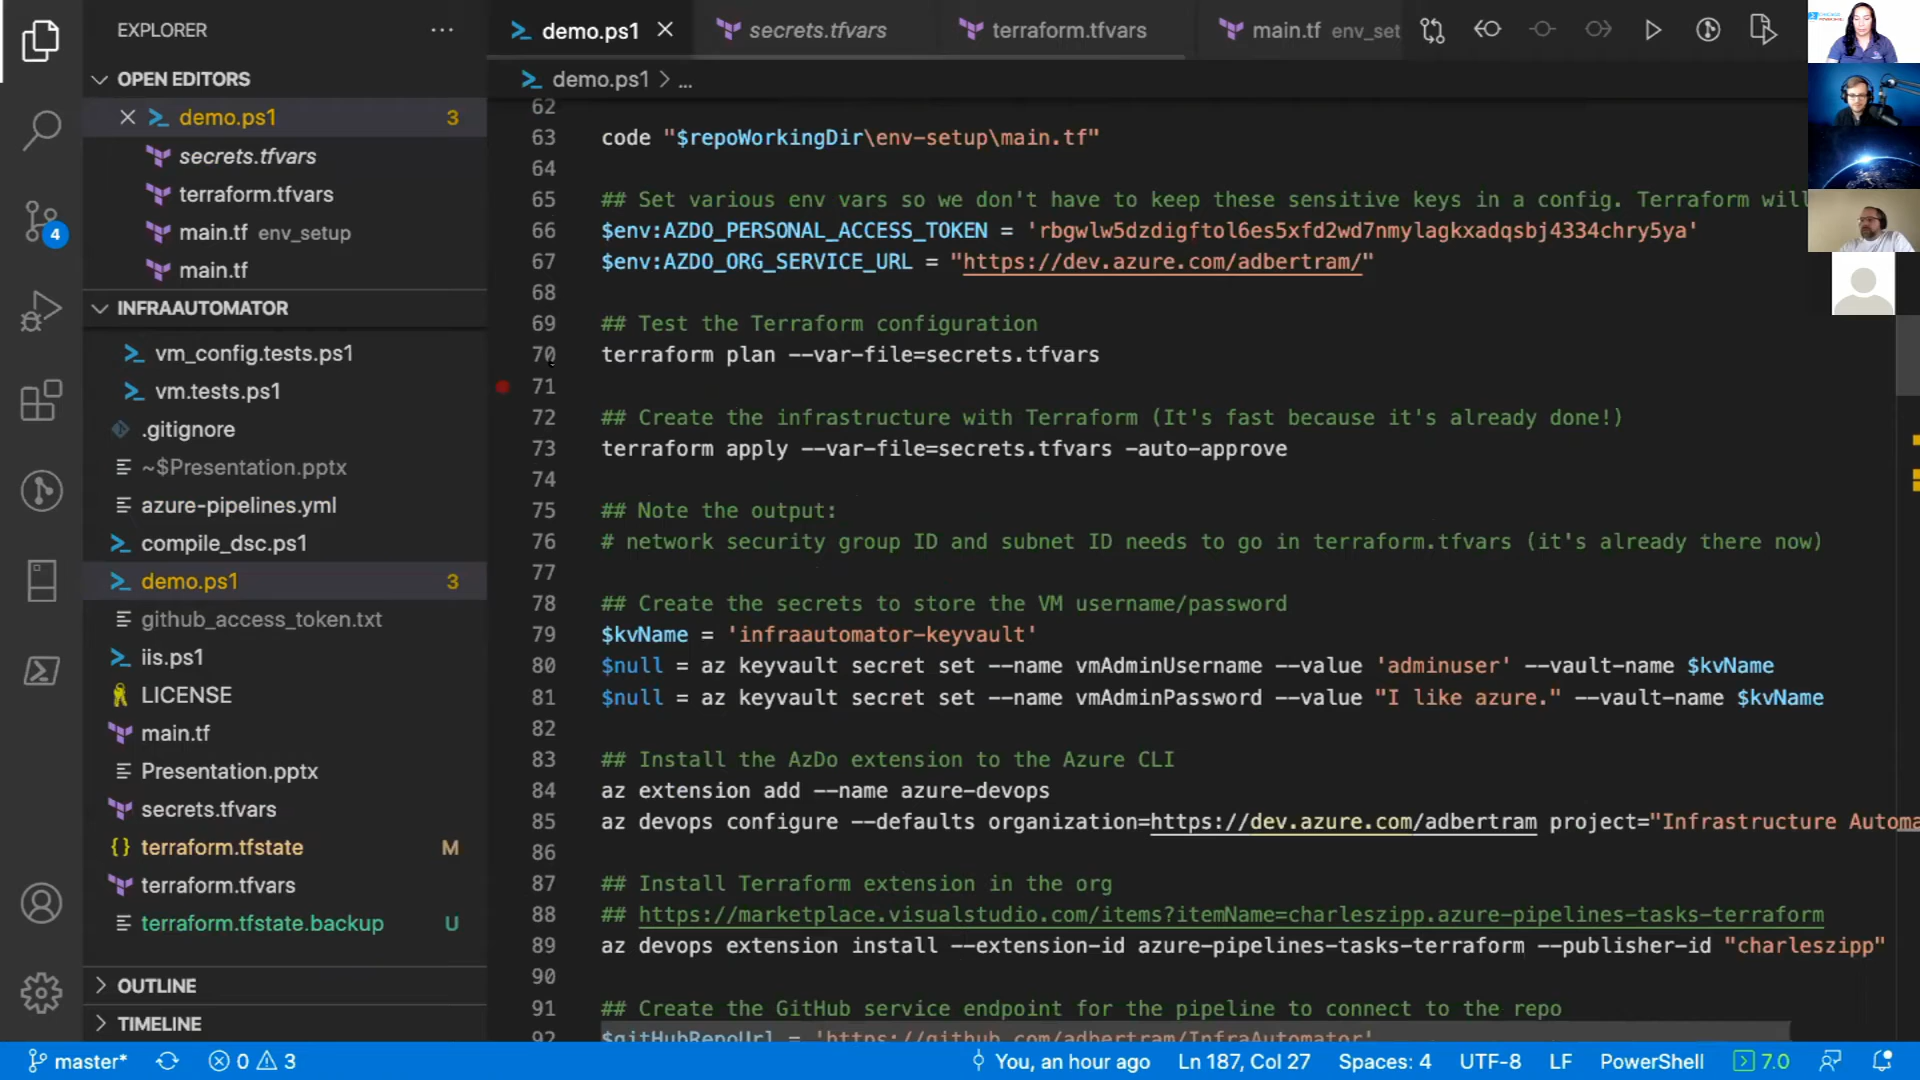 EXPLORER
OPEN EDITORS
demo.ps1 3
secrets.tfvars
terraform.tfvars
main.tf env_setup
main.tf
INFRAAUTOMATOR
vm_config.tests.ps1
vm.tests.ps1
.gitignore
~$Presentation.pptx
azure-pipelines.yml
compile_dsc.ps1
demo.ps1 3
github_access_token.txt
iis.ps1
LICENSE
main.tf
Presentation.pptx
secrets.tfvars
terraform.tfstate M
terraform.tfvars
terraform.tfstate.backup U
OUTLINE
TIMELINE
4
demo.ps1 secrets.tfvars terraform.tfvars main.tf env_set
demo.ps1 > ...
62
63 code "$repoWorkingDir\env-setup\main.tf"
64
65 ## Set various env vars so we don't have to keep these sensitive keys in a config. Terraform will
66 $env:AZDO_PERSONAL_ACCESS_TOKEN = 'rbgwlw5dzdigftol6es5xfd2wd7nmylagkxadqsbj4334chry5ya'
67 $env:AZDO_ORG_SERVICE_URL = "https://dev.azure.com/adbertram/"
68
69 ## Test the Terraform configuration
70 terraform plan --var-file=secrets.tfvars
71
72 ## Create the infrastructure with Terraform (It's fast because it's already done!)
73 terraform apply --var-file=secrets.tfvars -auto-approve
74
75 ## Note the output:
76 # network security group ID and subnet ID needs to go in terraform.tfvars (it's already there now)
77
78 ## Create the secrets to store the VM username/password
79 $kvName = 'infraautomator-keyvault'
80 $null = az keyvault secret set --name vmAdminUsername --value 'adminuser' --vault-name $kvName
81 $null = az keyvault secret set --name vmAdminPassword --value "I like azure." --vault-name $kvName
82
83 ## Install the AzDo extension to the Azure CLI
84 az extension add --name azure-devops
85 az devops configure --defaults organization=https://dev.azure.com/adbertram project="Infrastructure Automa
86
87 ## Install Terraform extension in the org
88 ## https://marketplace.visualstudio.com/items?itemName=charleszipp.azure-pipelines-tasks-terraform
89 az devops extension install --extension-id azure-pipelines-tasks-terraform --publisher-id "charleszipp"
90
91 ## Create the GitHub service endpoint for the pipeline to connect to the repo
92 $gitHubRepoUrl = 'https://github.com/adbertram/InfraAutomator'
master* 0 3 You, an hour ago Ln 187, Col 27 Spaces: 4 UTF-8 LF PowerShell 7.0